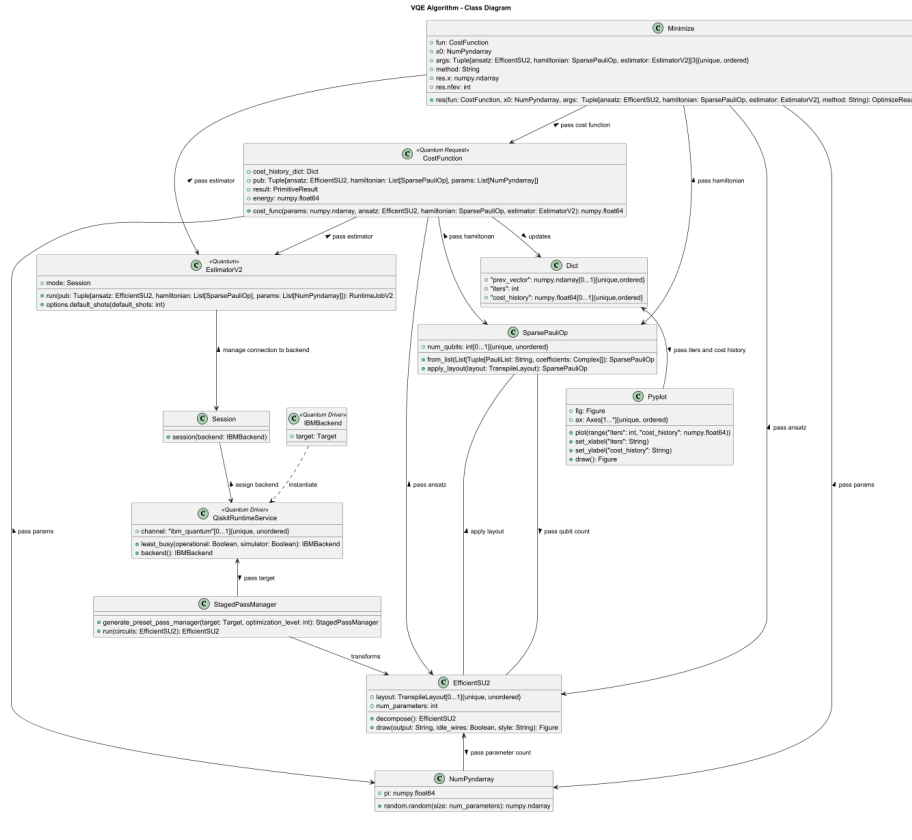 VQE Algorithm - Class Diagram
C Minimize
fun: CostFunction
x0: NumPyndarray
args: Tuple[ansatz: EfficentSU2, hamiltonian: SparsePauliOp, estimator: EstimatorV2][3]{unique, ordered}
method: String
res.x: numpy.ndarray
res.nfev: int
res(fun: CostFunction, x0: NumPyndarray, args: Tuple[ansatz: EfficentSU2, hamiltonian: SparsePauliOp, estimator: EstimatorV2], method: String): OptimizeResu
pass cost function
«Quantum Request»
C CostFunction
cost_history_dict: Dict
pub: Tuple[ansatz: EfficientSU2, hamiltonian: List[SparsePauliOp], params: List[NumPyndarray]]
result: PrimitiveResult
energy: numpy.float64
cost_func(params: numpy.ndarray, ansatz: EfficientSU2, hamiltonian: SparsePauliOp, estimator: EstimatorV2): numpy.float64
pass estimator
pass hamiltonian
pass estimator
pass hamiltonan
updates
«Quantum»
C EstimatorV2
mode: Session
run(pub: Tuple[ansatz: EfficientSU2, hamiltonian: List[SparsePauliOp], params: List[NumPyndarray]]): RuntimeJobV2
options.default_shots(default_shots: int)
C Dict
"prev_vector": numpy.ndarray[0...1]{unique,ordered}
"iters": int
"cost_history": numpy.float64[0...1]{unique,ordered}
C SparsePauliOp
num_qubits: int[0...1]{unique, unordered}
from_list(List[Tuple[PauliList: String, coefficients: Complex]]): SparsePauliOp
apply_layout(layout: TranspileLayout): SparsePauliOp
manage connection to backend
pass iters and cost history
C Pyplot
fig: Figure
ax: Axes[1...*]{unique, ordered}
plot(range("iters": int, "cost_history": numpy.float64))
set_xlabel("iters": String)
set_ylabel("cost_history": String)
draw(): Figure
C Session
session(backend: IBMBackend)
«Quantum Driver»
C IBMBackend
target: Target
pass ansatz
assign backend
instantiate
pass ansatz
pass params
«Quantum Driver»
C QiskitRuntimeService
channel: "ibm_quantum"[0...1]{unique, unordered}
least_busy(operational: Boolean, simulator: Boolean): IBMBackend
backend(): IBMBackend
pass params
apply layout
pass qubit count
pass target
C StagedPassManager
generate_preset_pass_manager(target: Target, optimization_level: int): StagedPassManager
run(circuits: EfficientSU2): EfficientSU2
transforms
C EfficientSU2
layout: TranspileLayout[0...1]{unique, unordered}
num_parameters: int
decompose(): EfficientSU2
draw(output: String, idle_wires: Boolean, style: String): Figure
pass parameter count
C NumPyndarray
pi: numpy.float64
random.random(size: num_parameters): numpy.ndarray